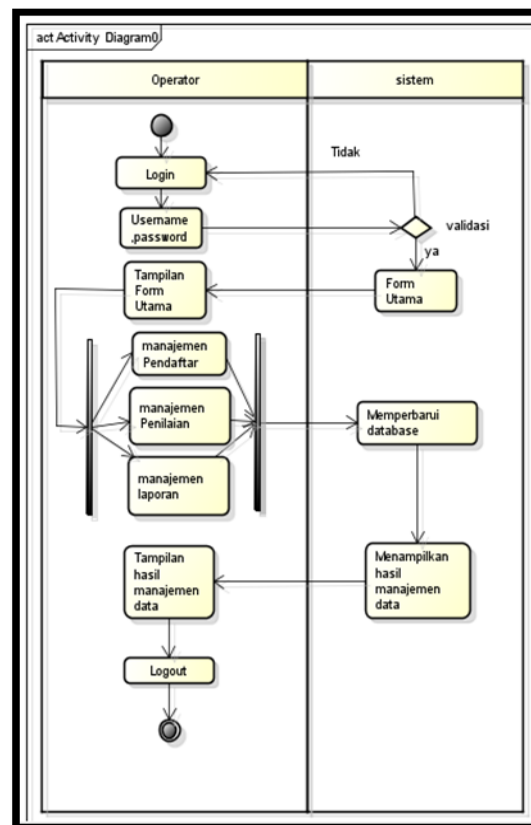 act Activity Diagram0
Operator
sistem
Tidak
Login
Username
,password
validasi
ya
Tampilan
Form
Utama
Form
Utama
manajemen
Pendaftar
manajemen
Penilaian
manajemen
laporan
Memperbarui
database
Tampilan
hasil
manajemen
data
Menampilkan
hasil
manajemen
data
Logout